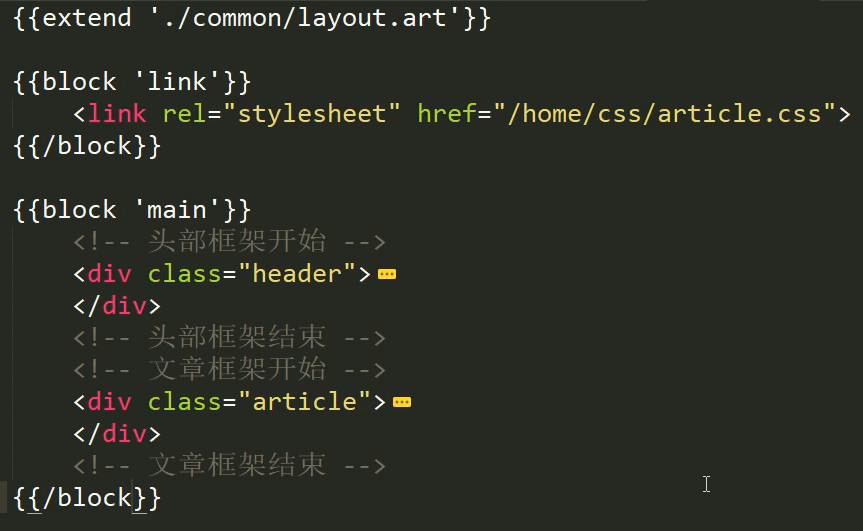 {{extend './common/layout.art'}}
{{block 'link'}}
<link rel="stylesheet" href="/home/css/article.css">
{{/block}}
{{block 'main'}}
<!-- 头部框架开始 -->
<div class="header">
</div>
<!-- 头部框架结束 -->
<!-- 文章框架开始 -->
<div class="article">
</div>
<!-- 文章框架结束 -->
{{/block}}